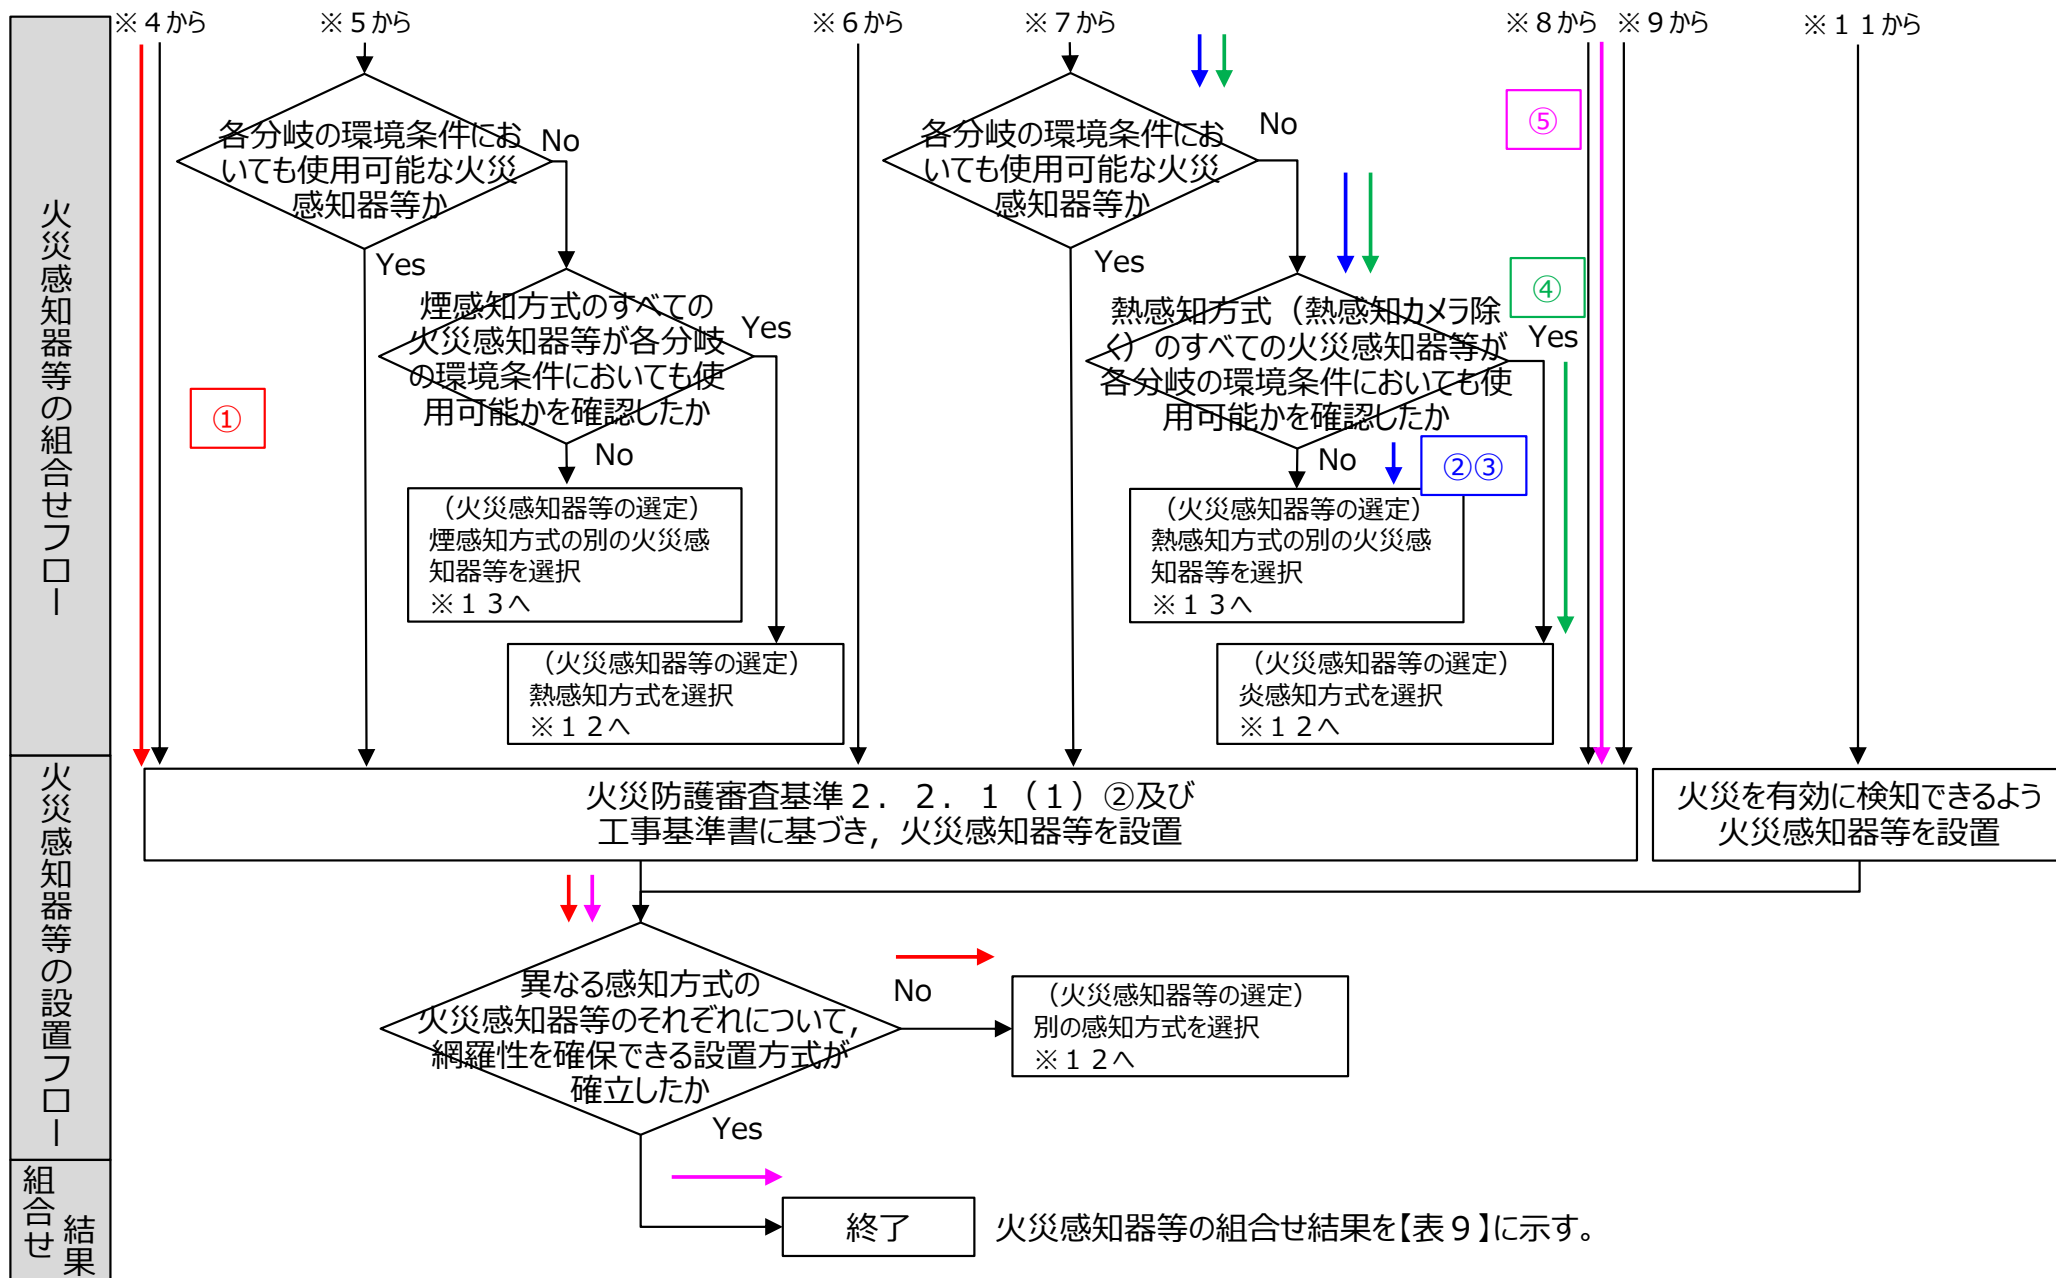 ※４から
※５から
※６から
※７から
※８から
※９から
※１１から
火災感知器等の組合せフロー
各分岐の環境条件にお
いても使用可能な火災
感知器等か
No
Yes
煙感知方式のすべての
火災感知器等が各分岐
の環境条件においても使
用可能かを確認したか
Yes
No
①
（火災感知器等の選定）
煙感知方式の別の火災感
知器等を選択
※１３へ
（火災感知器等の選定）
熱感知方式を選択
※１２へ
各分岐の環境条件にお
いても使用可能な火災
感知器等か
No
Yes
⑤
④
熱感知方式（熱感知カメラ除
く）のすべての火災感知器等が
各分岐の環境条件においても使
用可能かを確認したか
Yes
No
②③
（火災感知器等の選定）
熱感知方式の別の火災感
知器等を選択
※１３へ
（火災感知器等の選定）
炎感知方式を選択
※１２へ
火災感知器等の設置フロー
火災防護審査基準２．２．１（１）②及び
工事基準書に基づき，火災感知器等を設置
火災を有効に検知できるよう
火災感知器等を設置
異なる感知方式の
火災感知器等のそれぞれについて，
網羅性を確保できる設置方式が
確立したか
No
Yes
（火災感知器等の選定）
別の感知方式を選択
※１２へ
組合せ
結果
終了
火災感知器等の組合せ結果を【表９】に示す。